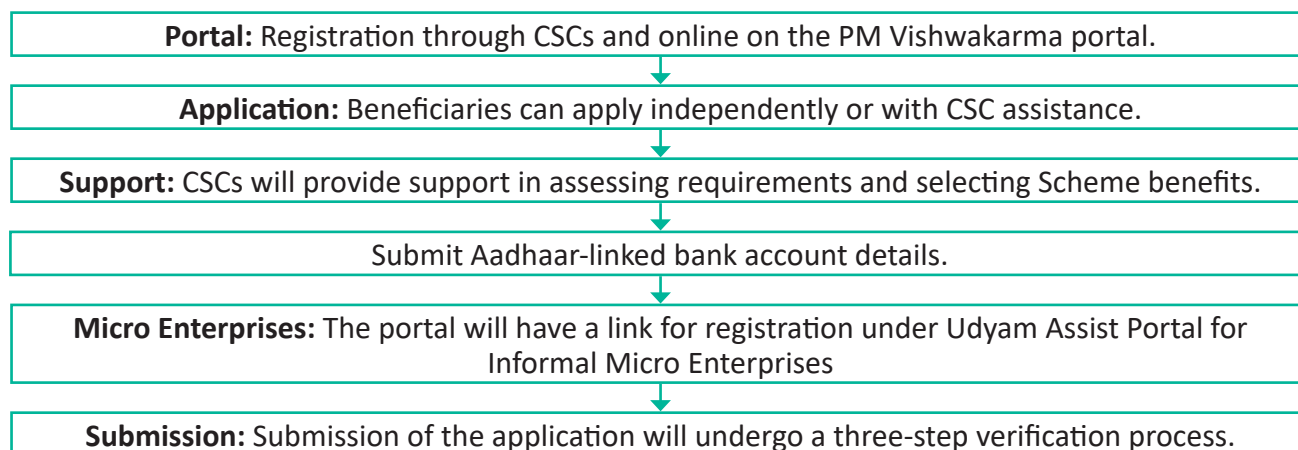 Portal: Registration through CSCs and online on the PM Vishwakarma portal.
Application: Beneficiaries can apply independently or with CSC assistance.
Support: CSCs will provide support in assessing requirements and selecting Scheme benefits.
Submit Aadhaar-linked bank account details.
Micro Enterprises: The portal will have a link for registration under Udyam Assist Portal for
Informal Micro Enterprises
Submission: Submission of the application will undergo a three-step verification process.